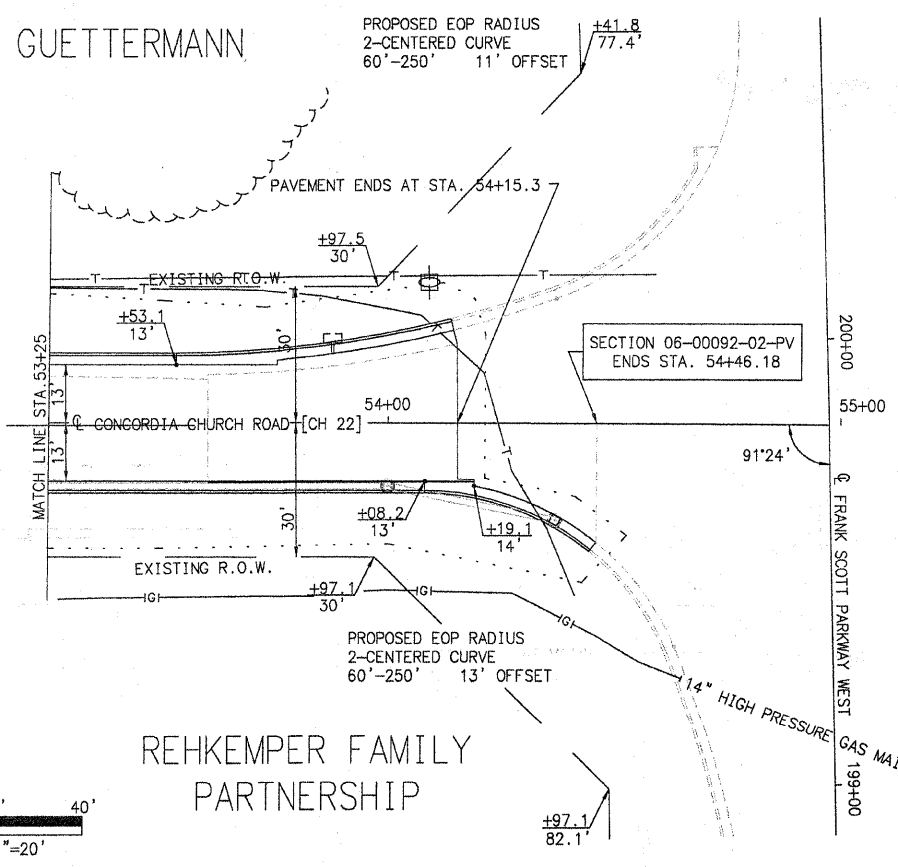 GUETTERMANN
PROPOSED EOP RADIUS
2-CENTERED CURVE
60'-250' 11' OFFSET
+41.8
77.4'
PAVEMENT ENDS AT STA. 54+15.3
+97.5
30'
EXISTING R.O.W.
T
T
T
T
T
+53.1
13'
30'
SECTION 06-00092-02-PV
ENDS STA. 54+46.18
200+00
MATCH LINE STA.53+25
13'
54+00
55+00
℄ CONCORDIA CHURCH ROAD [CH 22]
13'
T
91°24'
30'
+08.2
13'
+19.1
14'
℄ FRANK SCOTT PARKWAY WEST
EXISTING R.O.W.
+97.1
30'
IGI
IGI
IGI
PROPOSED EOP RADIUS
2-CENTERED CURVE
60'-250' 13' OFFSET
14" HIGH PRESSURE GAS MAI
REHKEMPER FAMILY
PARTNERSHIP
199+00
40'
"=20'
+97.1
82.1'